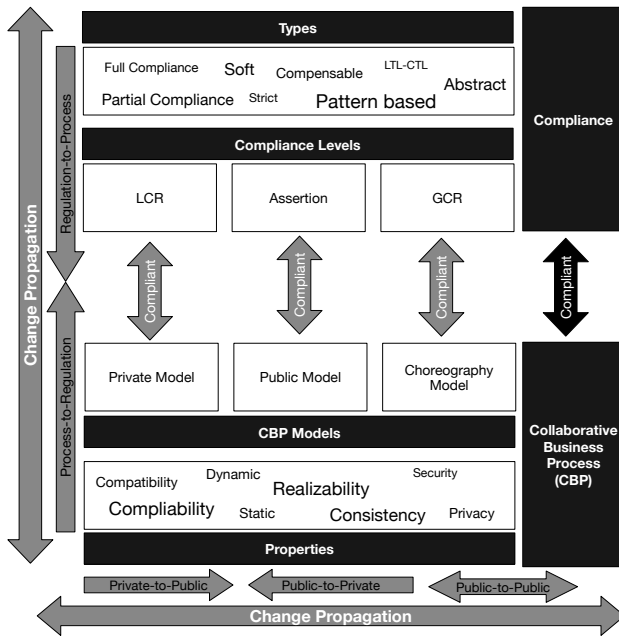 Types
Full Compliance
Soft
Compensable
LTL-CTL
Abstract
Partial Compliance
Strict
Pattern based
Compliance
Compliance Levels
LCR
Assertion
GCR
Change Propagation
Regulation-to-Process
Process-to-Regulation
Compliant
Compliant
Compliant
Compliant
Private Model
Public Model
Choreography
Model
CBP Models
Collaborative
Business
Process
(CBP)
Compatibility
Dynamic
Realizability
Security
Compliability
Static
Consistency
Privacy
Properties
Private-to-Public
Public-to-Private
Public-to-Public
Change Propagation